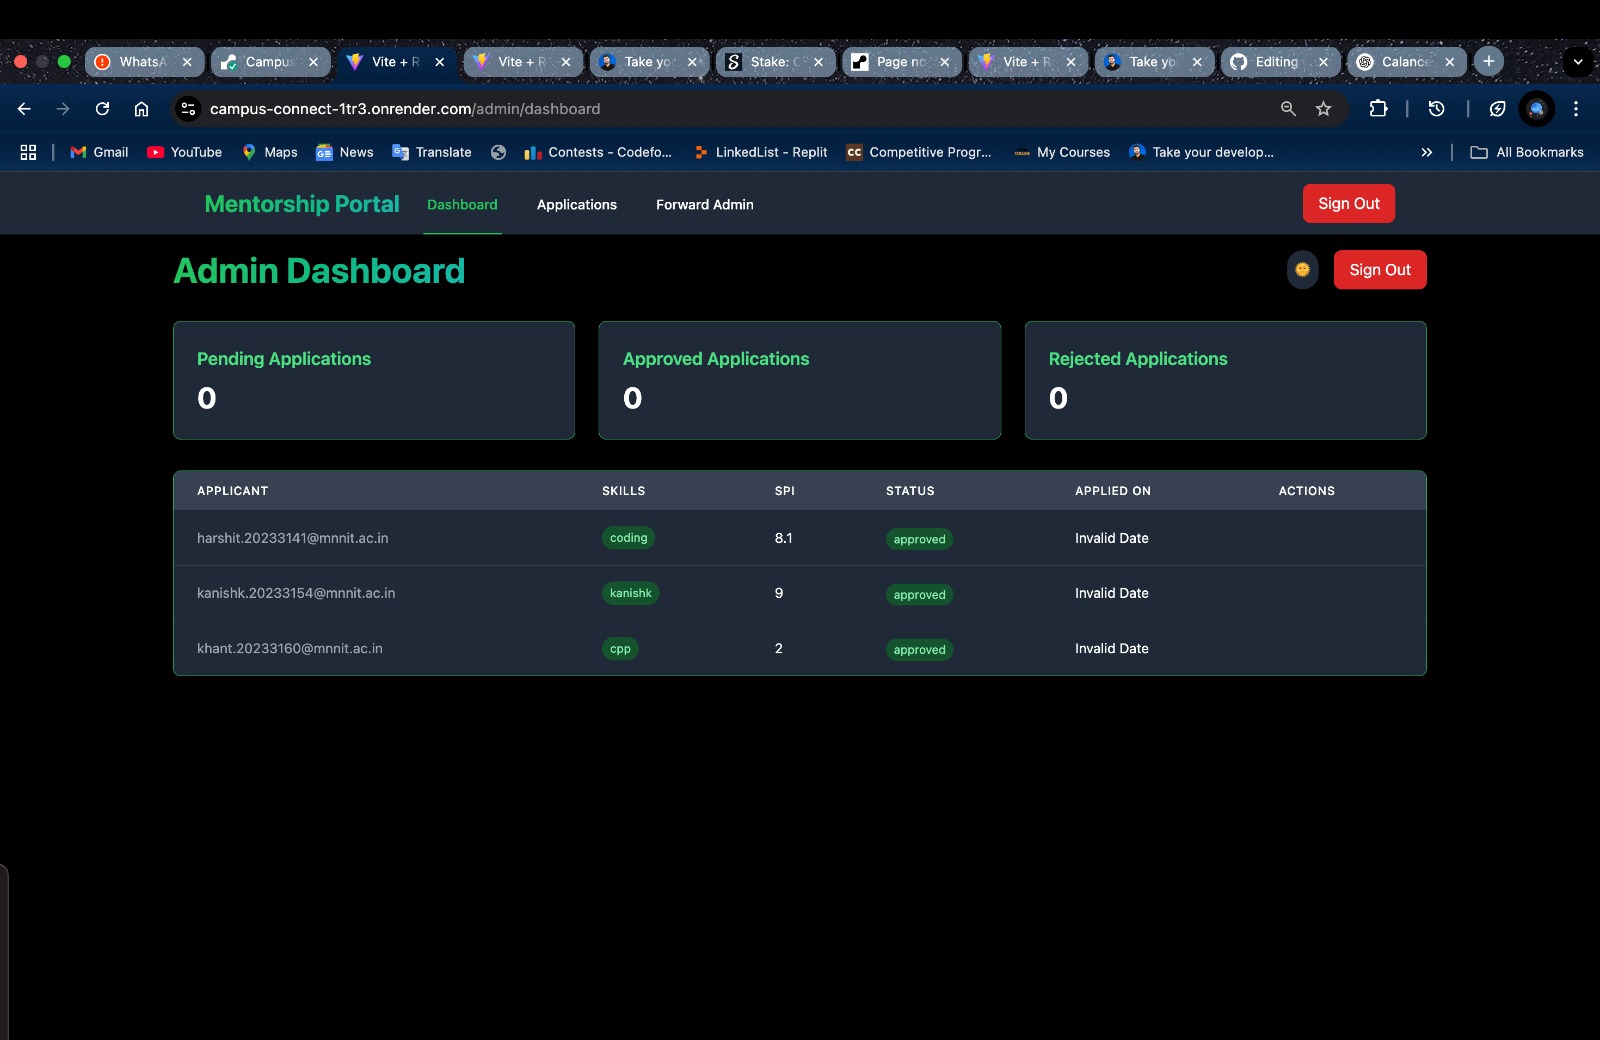 WhatsA
Campus
Vite + R
Vite + R
Take yo
Stake: C
Page no
Vite + R
Take yo
Editing
Calance
campus-connect-1tr3.onrender.com/admin/dashboard
Gmail
YouTube
Maps
News
Translate
Contests - Codefo...
LinkedList - Replit
CC
Competitive Progr...
My Courses
Take your develop...
All Bookmarks
Mentorship Portal
Dashboard
Applications
Forward Admin
Sign Out
Admin Dashboard
Sign Out
Pending Applications
0
Approved Applications
0
Rejected Applications
0
APPLICANT SKILLS SPI STATUS APPLIED ON ACTIONS
harshit.20233141@mnnit.ac.in coding 8.1 approved Invalid Date
kanishk.20233154@mnnit.ac.in kanishk 9 approved Invalid Date
khant.20233160@mnnit.ac.in cpp 2 approved Invalid Date